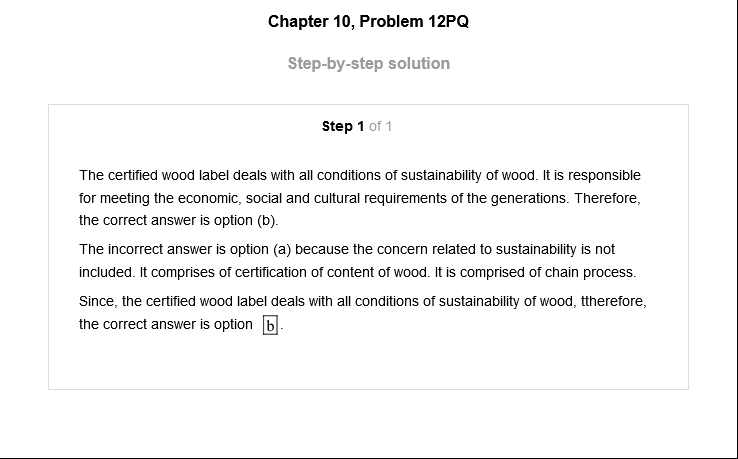 Chapter 10, Problem 12PQ
Step-by-step solution
Step 1 of 1
The certified wood label deals with all conditions of sustainability of wood. It is responsible
for meeting the economic, social and cultural requirements of the generations. Therefore,
the correct answer is option (b).
The incorrect answer is option (a) because the concern related to sustainability is not
included. It comprises of certification of content of wood. It is comprised of chain process.
Since, the certified wood label deals with all conditions of sustainability of wood, ttherefore,
the correct answer is option b.